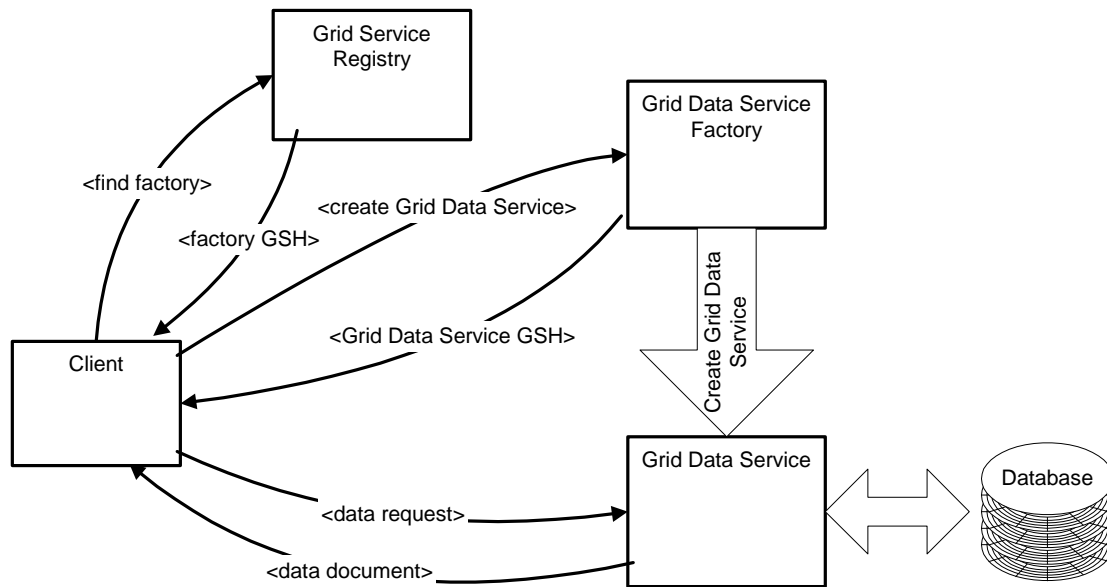 Grid Service
Registry
Grid Data Service
Factory
<find factory>
<create Grid Data Service>
<factory GSH>
<Grid Data Service GSH>
Create Grid Data
Service
Client
Grid Data Service
Database
<data request>
<data document>